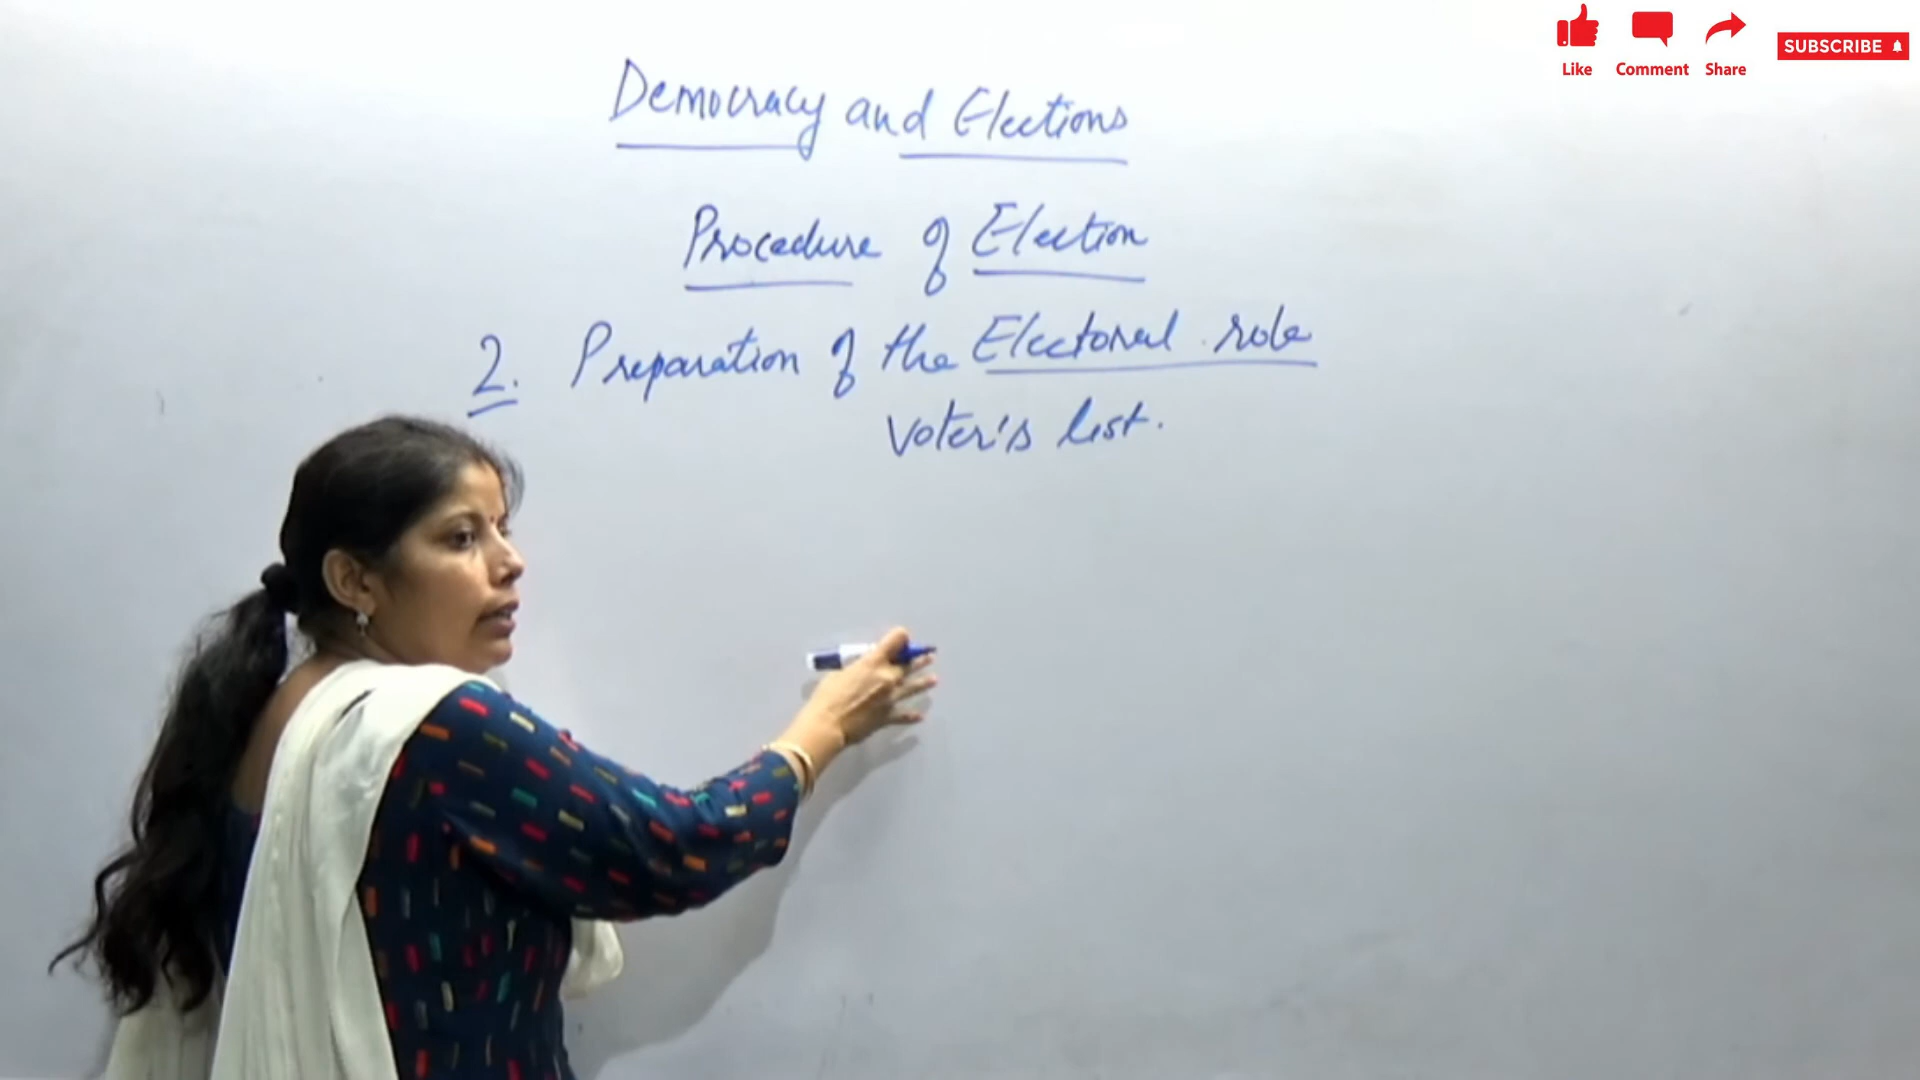 Democracy and Elections
Procedure of Election
2. Preparation of the Electoral role
Voter's list.
Like Comment Share SUBSCRIBE